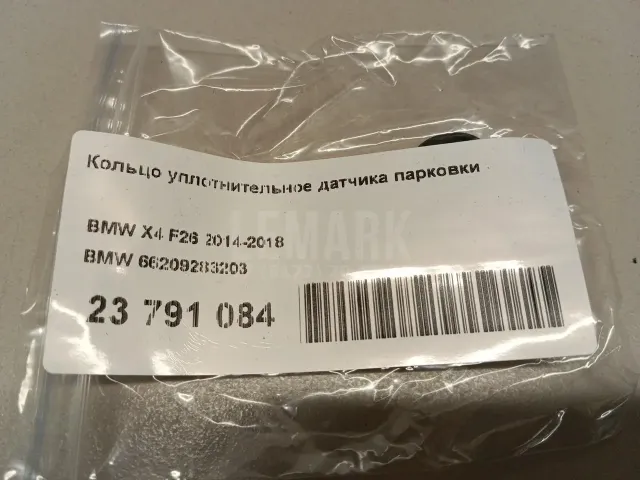 Кольцо уплотнительное датчика парковки
BMW X4 F26 2014-2018
BMW 66209283203
23 791 084
LEMARK